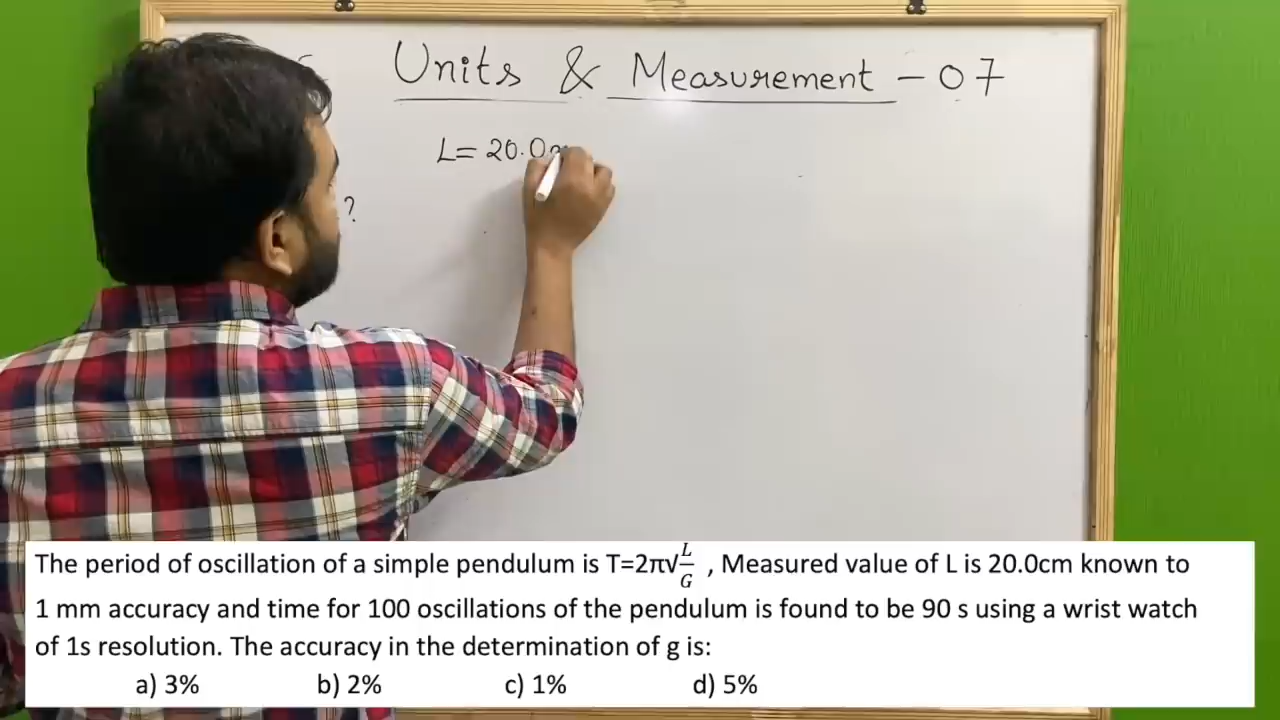 Units & Measurement - 07
L= 20.0
?
The period of oscillation of a simple pendulum is T=2π√L/G , Measured value of L is 20.0cm known to
1 mm accuracy and time for 100 oscillations of the pendulum is found to be 90 s using a wrist watch
of 1s resolution. The accuracy in the determination of g is:
a) 3% b) 2% c) 1% d) 5%